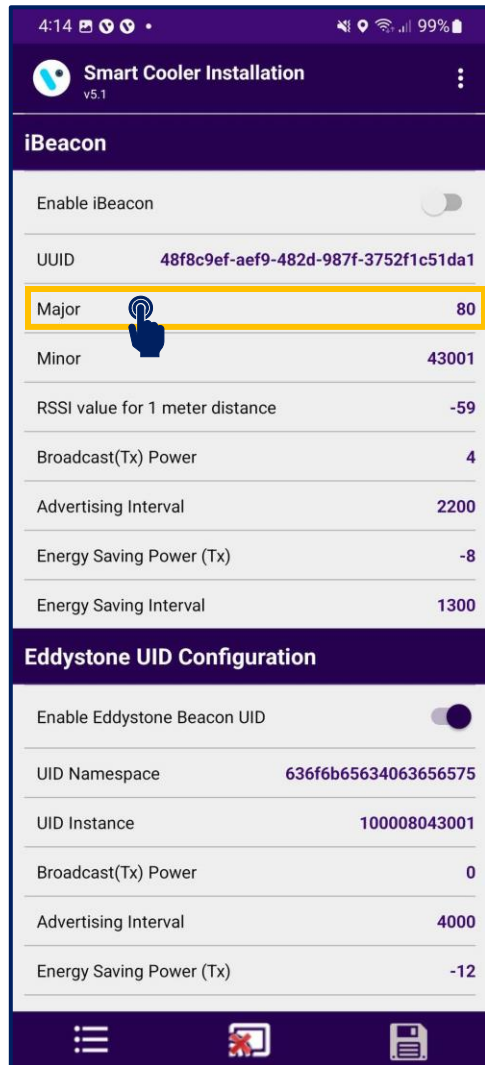 4:14 99%
Smart Cooler Installation
v5.1
iBeacon
Enable iBeacon
UUID 48f8c9ef-aef9-482d-987f-3752f1c51da1
Major 80
Minor 43001
RSSI value for 1 meter distance -59
Broadcast(Tx) Power 4
Advertising Interval 2200
Energy Saving Power (Tx) -8
Energy Saving Interval 1300
Eddystone UID Configuration
Enable Eddystone Beacon UID
UID Namespace 636f6b65634063656575
UID Instance 100008043001
Broadcast(Tx) Power 0
Advertising Interval 4000
Energy Saving Power (Tx) -12